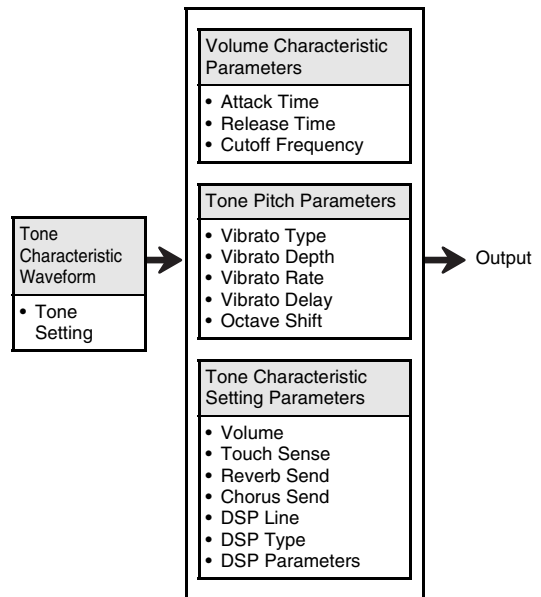 Tone
Characteristic
Waveform
• Tone
Setting
Volume Characteristic
Parameters
• Attack Time
• Release Time
• Cutoff Frequency
Tone Pitch Parameters
• Vibrato Type
• Vibrato Depth
• Vibrato Rate
• Vibrato Delay
• Octave Shift
Tone Characteristic
Setting Parameters
• Volume
• Touch Sense
• Reverb Send
• Chorus Send
• DSP Line
• DSP Type
• DSP Parameters
Output